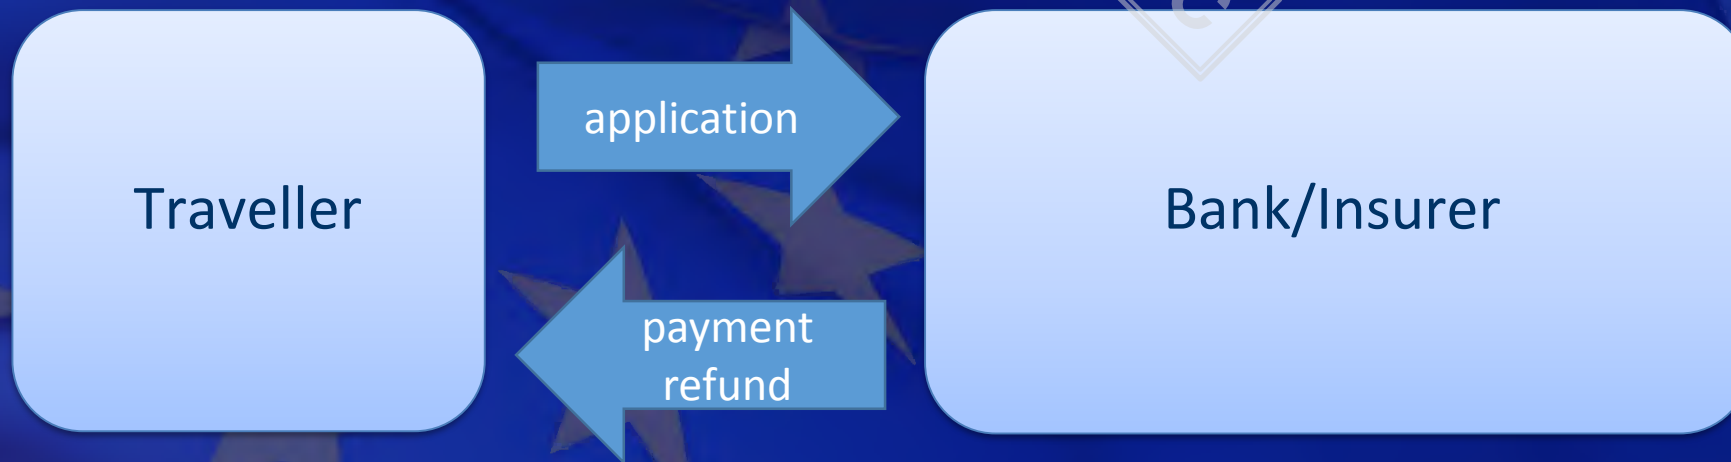 Traveller
application
payment
refund
Bank/Insurer